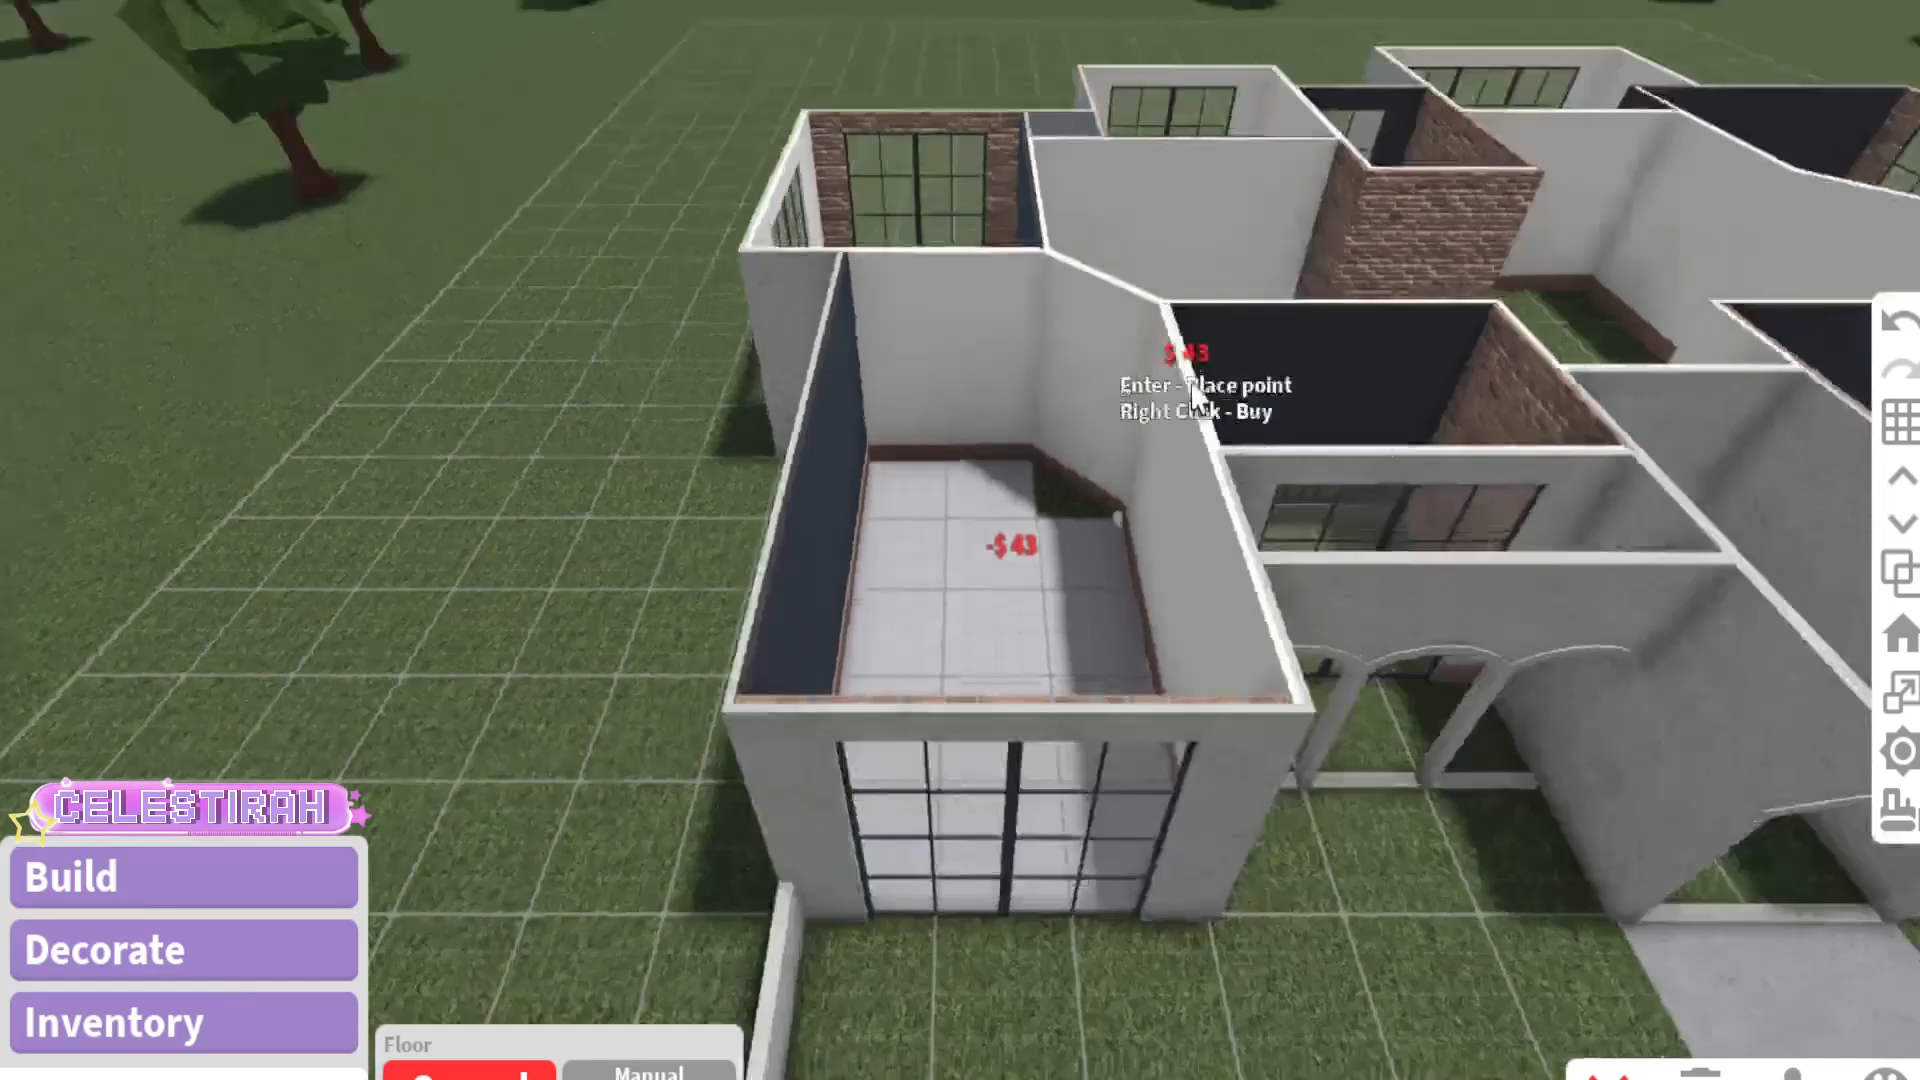 $ 43
Enter - Place point
Right Click - Buy
-$ 43
CELESTIRAH
Build
Decorate
Inventory
Floor
Manual